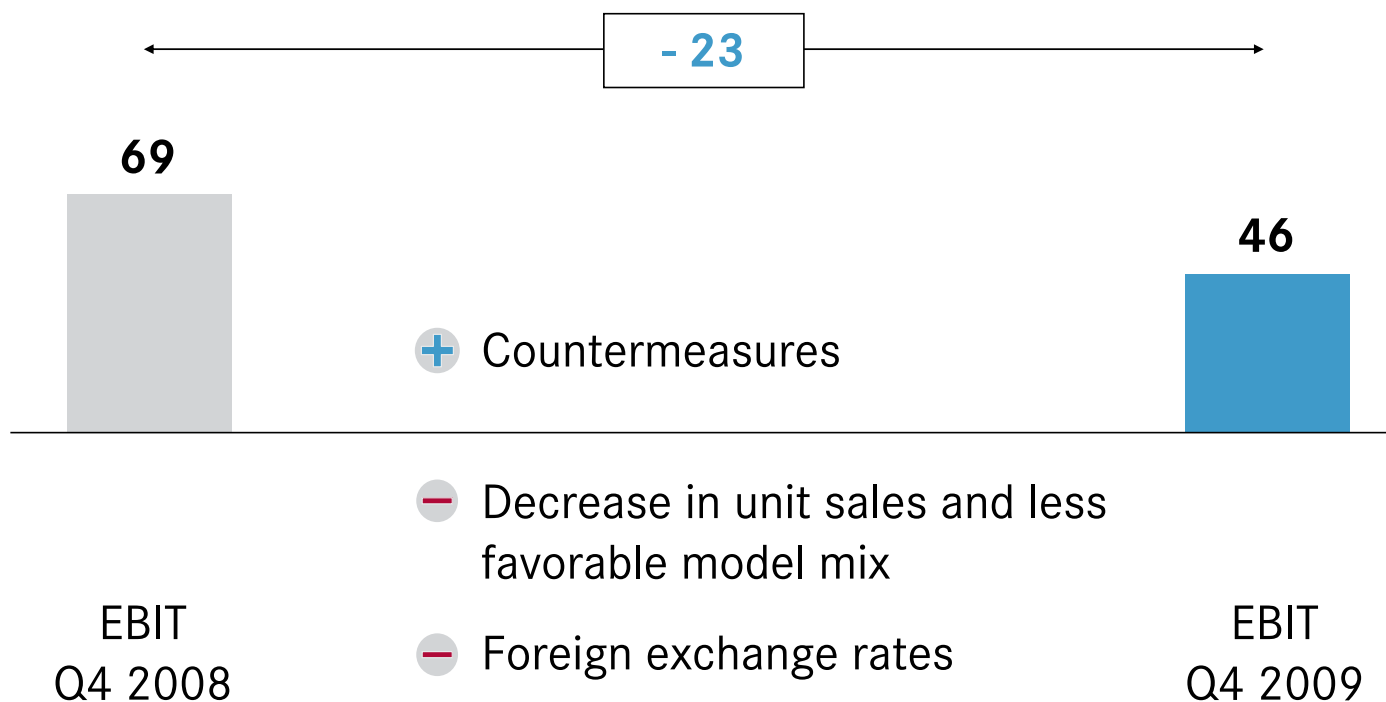 - 23
69
46
+ Countermeasures
– Decrease in unit sales and less
favorable model mix
– Foreign exchange rates
EBIT
Q4 2008
EBIT
Q4 2009